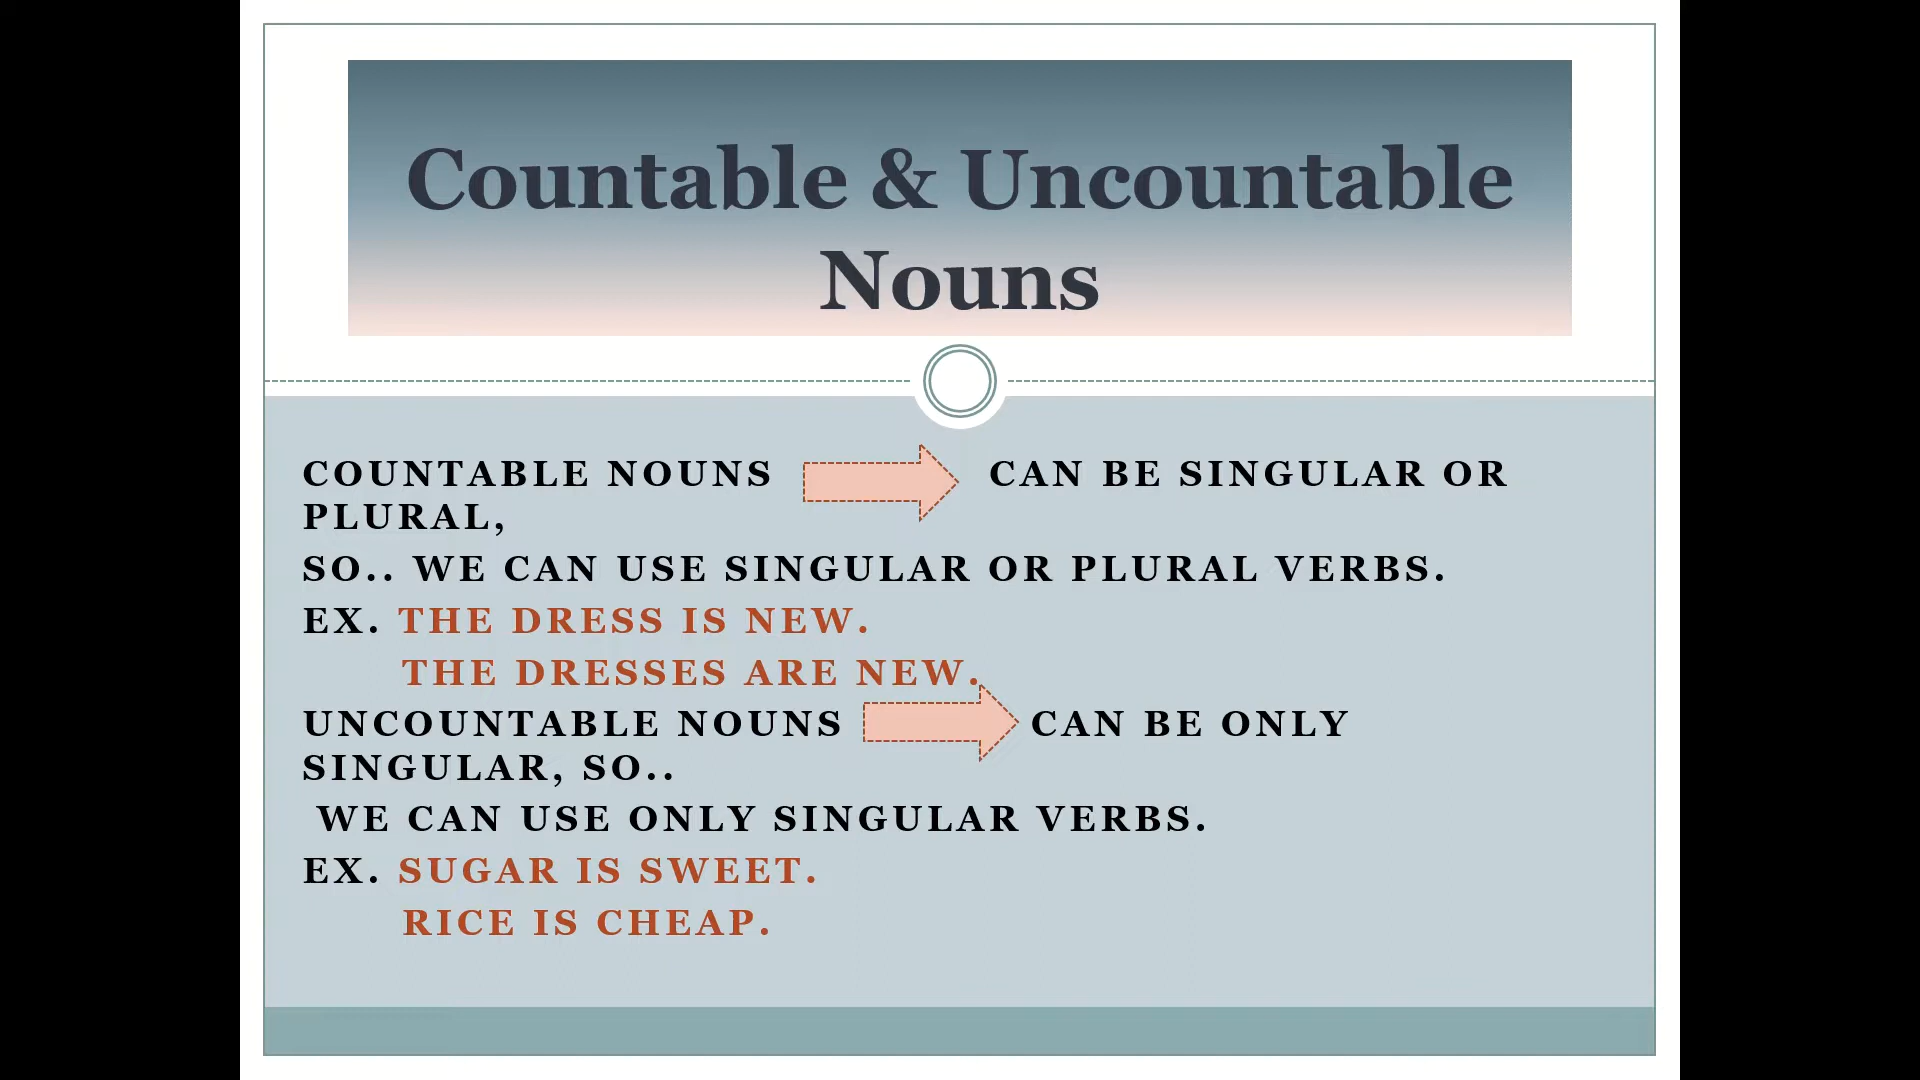 Countable & Uncountable
Nouns
COUNTABLE NOUNS CAN BE SINGULAR OR
PLURAL,
SO.. WE CAN USE SINGULAR OR PLURAL VERBS.
EX. THE DRESS IS NEW.
THE DRESSES ARE NEW.
UNCOUNTABLE NOUNS CAN BE ONLY
SINGULAR, SO..
WE CAN USE ONLY SINGULAR VERBS.
EX. SUGAR IS SWEET.
RICE IS CHEAP.